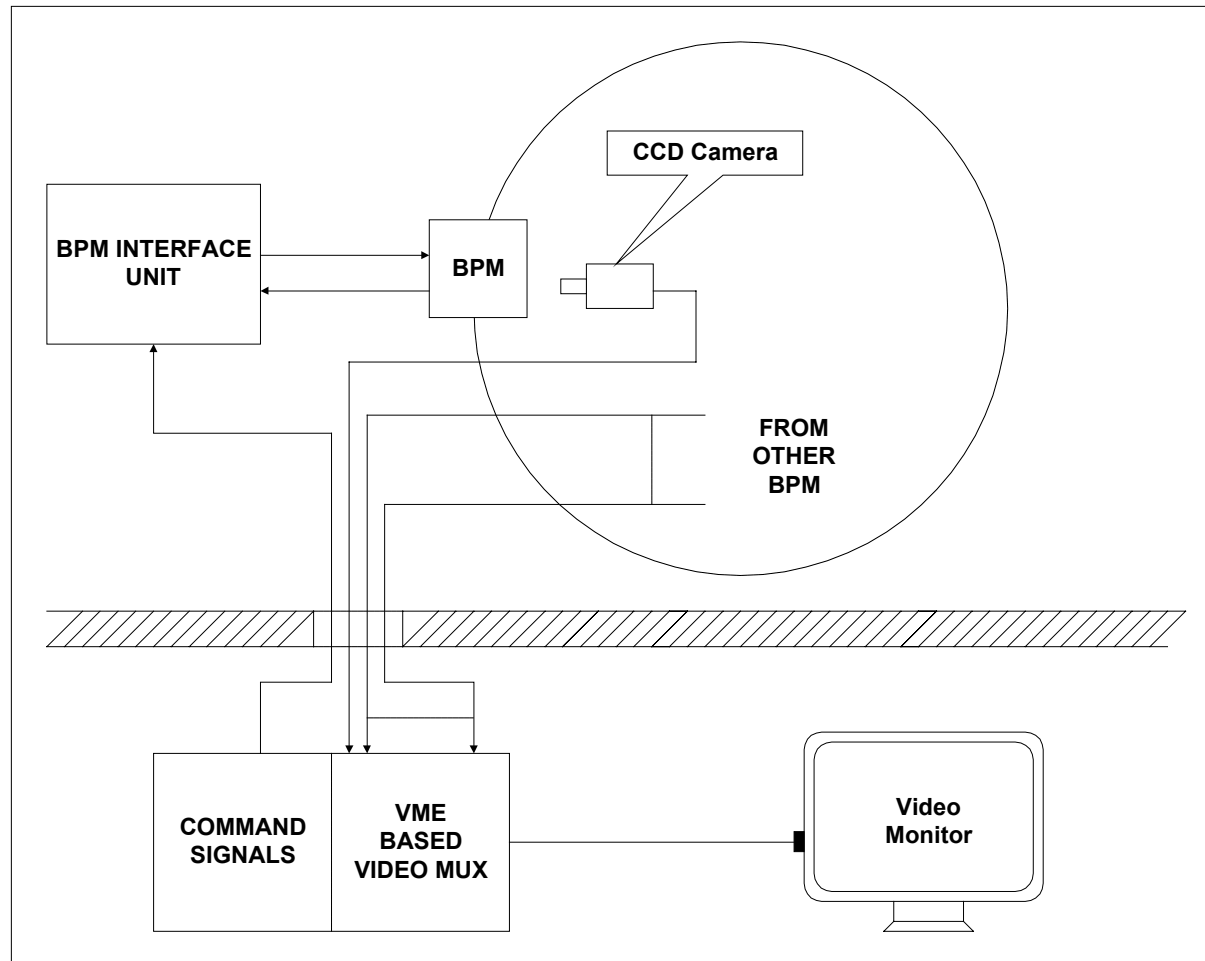 CCD Camera
BPM INTERFACE
UNIT
BPM
FROM
OTHER
BPM
COMMAND
SIGNALS
VME
BASED
VIDEO MUX
Video
Monitor